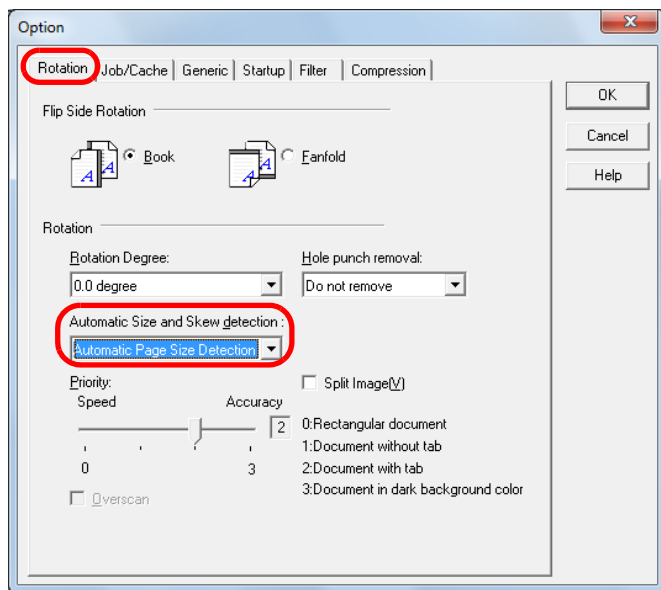 Option
Rotation Job/Cache Generic Startup Filter Compression
OK
Cancel
Help
Flip Side Rotation
A A Book A A Fanfold
Rotation
Rotation Degree: Hole punch removal:
0.0 degree Do not remove
Automatic Size and Skew detection :
Automatic Page Size Detection
Priority: Split Image(V)
Speed Accuracy
2 0:Rectangular document
1:Document without tab
0 3 2:Document with tab
3:Document in dark background color
Overscan